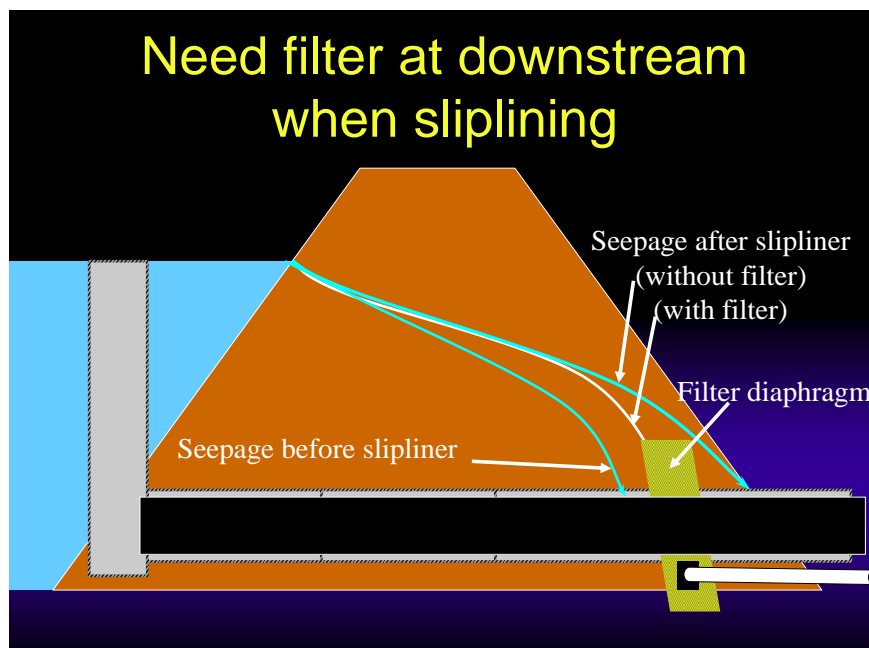 Need filter at downstream
when sliplining
Seepage after slipliner
(without filter)
(with filter)
Filter diaphragm
Seepage before slipliner